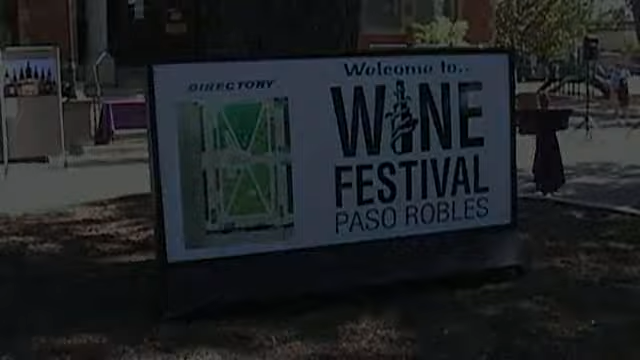 DIRECTORY
Welcome to..
WINE
FESTIVAL
PASO ROBLES